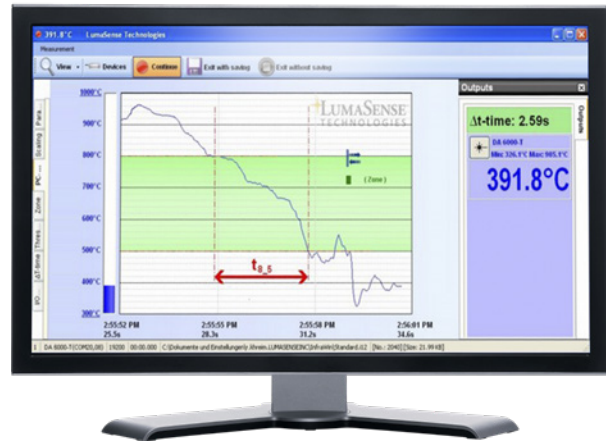 391.8°C LumaSense Technologies
Measurement
View Devices Continue Exit with saving Exit without saving
Outputs
1000°C
900°C
800°C
700°C
600°C
500°C
400°C
300°C
LUMASENSE
TECHNOLOGIES
(Zone)
t8_5
2:55:52 PM 2:55:55 PM 2:55:58 PM 2:56:01 PM
25.5s 28.3s 31.2s 34.6s
Para...
Scaling
PC-...
Zone
Thres...
ΔT-time
I/O...
Δt-time: 2.59s
DA 6000-T
Min: 326.1°C Max: 985.1°C
391.8°C
Outputs